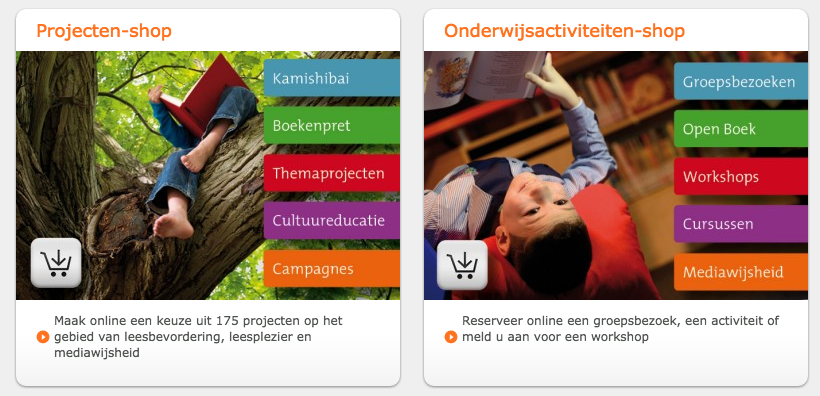 Projecten-shop
Kamishibai
Boekenpret
Themaprojecten
Cultuureducatie
Campagnes
Maak online een keuze uit 175 projecten op het
gebied van leesbevordering, leesplezier en
mediawijsheid
Onderwijsactiviteiten-shop
Groepsbezoeken
Open Boek
Workshops
Cursussen
Mediawijsheid
Reserveer online een groepsbezoek, een activiteit of
meld u aan voor een workshop